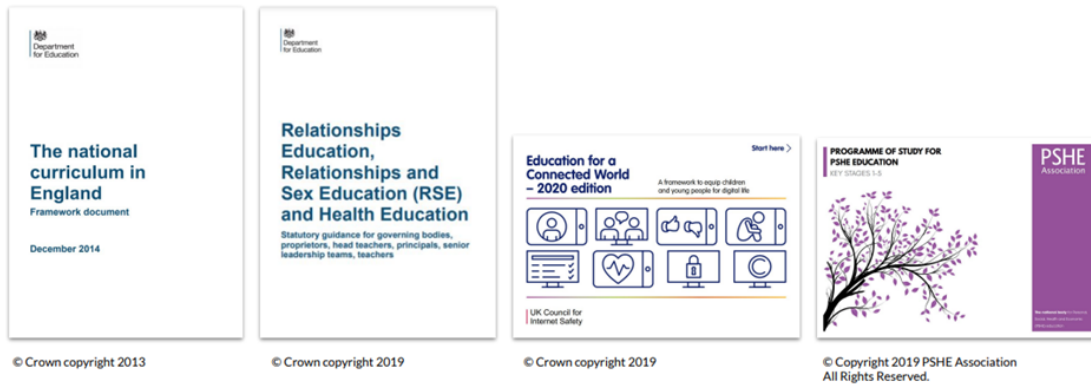 Department
for Education
The national
curriculum in
England
Framework document
December 2014
© Crown copyright 2013
Department
for Education
Relationships
Education,
Relationships and
Sex Education (RSE)
and Health Education
Statutory guidance for governing bodies,
proprietors, head teachers, principals, senior
leadership teams, teachers
© Crown copyright 2019
Start here
Education for a
Connected World
– 2020 edition
A framework to equip children
and young people for digital life
UK Council for
Internet Safety
© Crown copyright 2019
PROGRAMME OF STUDY FOR
PSHE EDUCATION
KEY STAGES 1-5
PSHE
Association
© Copyright 2019 PSHE Association
All Rights Reserved.